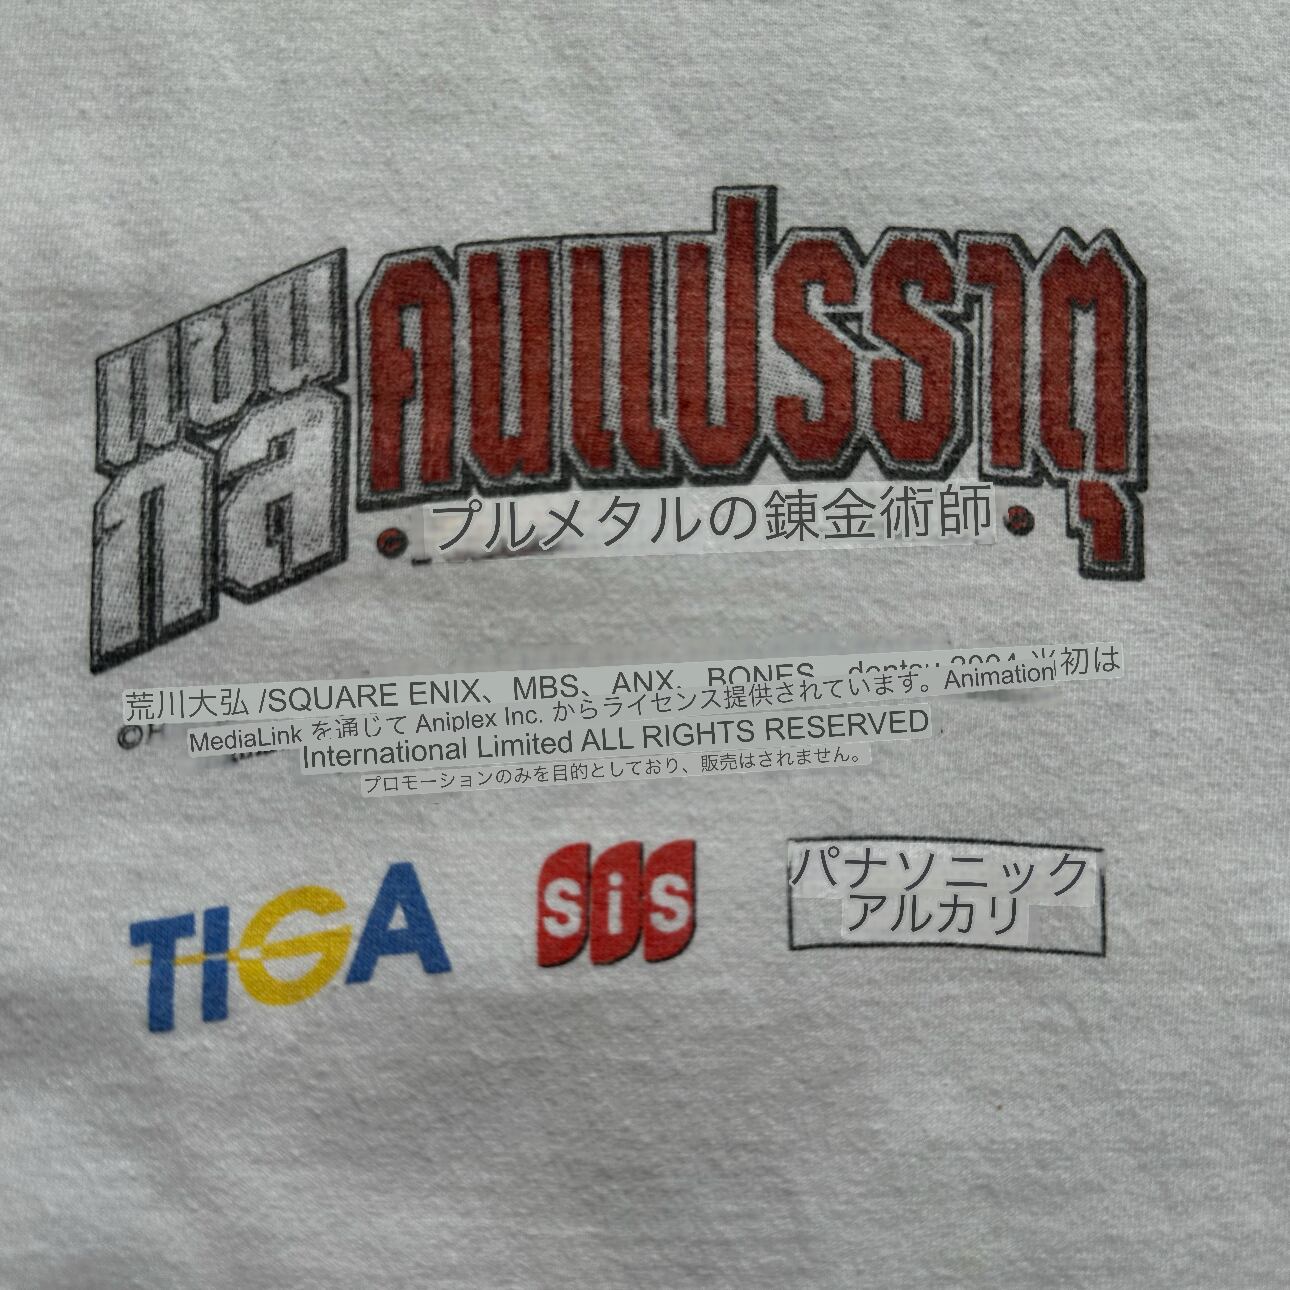 แขน
กล
คนแปรธาตุ
プルメタルの錬金術師
荒川大弘 /SQUARE ENIX、MBS、ANX、BONES、dentsu 2004 当初は
MediaLink を通じて Aniplex Inc. からライセンス提供されています。Animation
International Limited ALL RIGHTS RESERVED
プロモーションのみを目的としており、販売はされません。
TIGA
SiS
パナソニック
アルカリ